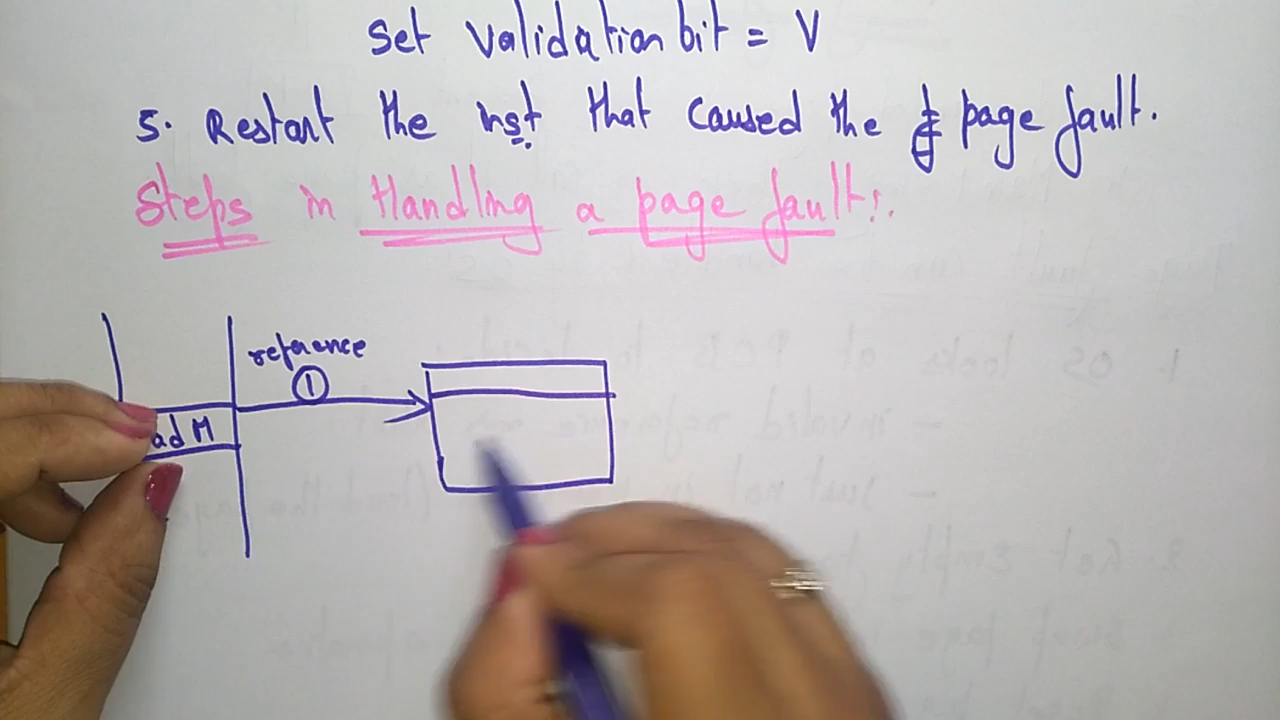 Set validation bit = V
5. Restart the inst that caused the page fault.
Steps in Handling a page fault:.
reference
1
ad M